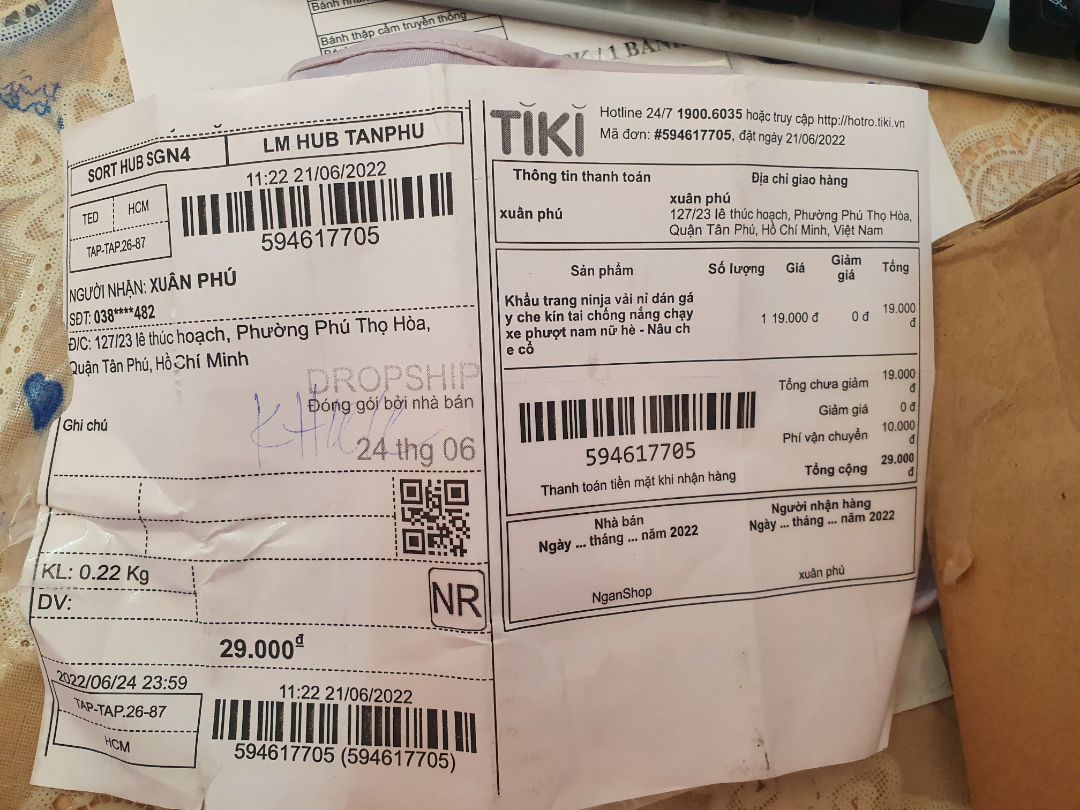 Bánh thập cẩm truyền thống
/ 1 BÁN
SORT HUB SGN4
LM HUB TANPHU
11:22 21/06/2022
TED
HCM
TAP-TAP.26-87
594617705
NGƯỜI NHẬN: XUÂN PHÚ
SĐT: 038****482
Đ/C: 127/23 lê thúc hoạch, Phường Phú Thọ Hòa,
Quận Tân Phú, Hồ Chí Minh
DROPSHIP
Đóng gói bởi nhà bán
Ghi chú
24 thg 06
KL: 0.22 Kg
DV:
NR
29.000đ
2022/06/24 23:59
TAP-TAP.26-87
HCM
11:22 21/06/2022
594617705 (594617705)
TIKI
Hotline 24/7 1900.6035 hoặc truy cập http://hotro.tiki.vn
Mã đơn: #594617705, đặt ngày 21/06/2022
Thông tin thanh toán
Địa chỉ giao hàng
xuân phú
xuân phú
127/23 lê thúc hoạch, Phường Phú Thọ Hòa,
Quận Tân Phú, Hồ Chí Minh, Việt Nam
Sản phẩm Số lượng Giá Giảm giá Tổng
Khẩu trang ninja vải nỉ dán gá
y che kín tai chống nắng chạy
xe phượt nam nữ hè - Nâu ch
e cổ
1 19.000 đ 0 đ 19.000 đ
Tổng chưa giảm 19.000 đ
Giảm giá 0 đ
Phí vận chuyển 10.000 đ
Tổng cộng 29.000 đ
594617705
Thanh toán tiền mặt khi nhận hàng
Nhà bán
Ngày ... tháng ... năm 2022
NganShop
Người nhận hàng
Ngày ... tháng ... năm 2022
xuân phú